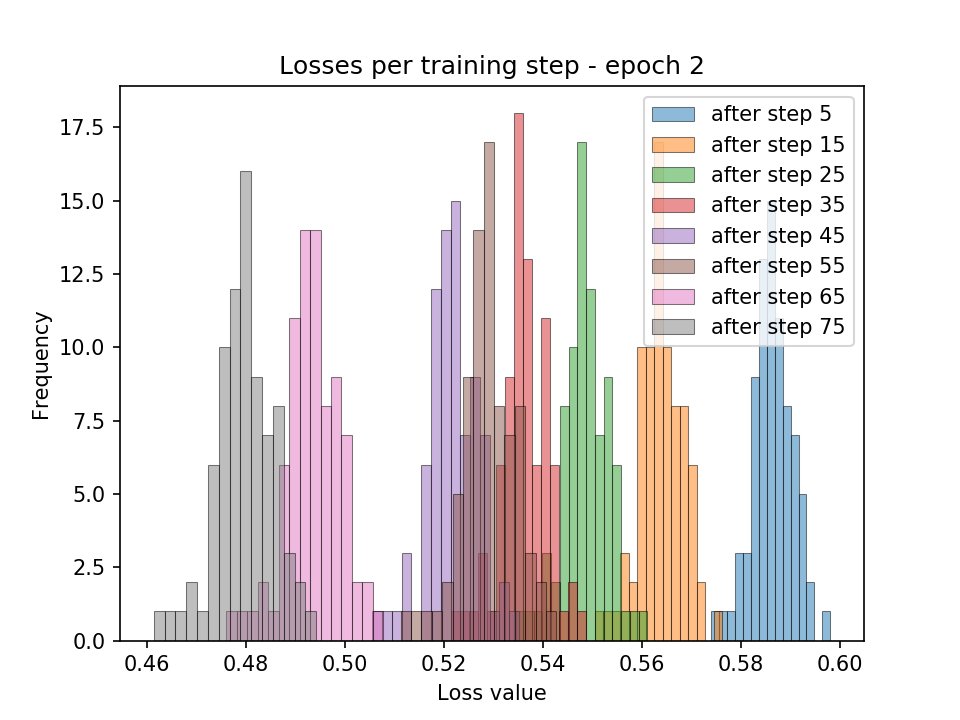 Losses per training step - epoch 2
after step 5
after step 15
after step 25
after step 35
after step 45
after step 55
after step 65
after step 75
17.5
15.0
12.5
10.0
7.5
5.0
2.5
0.0
Frequency
0.46 0.48 0.50 0.52 0.54 0.56 0.58 0.60
Loss value